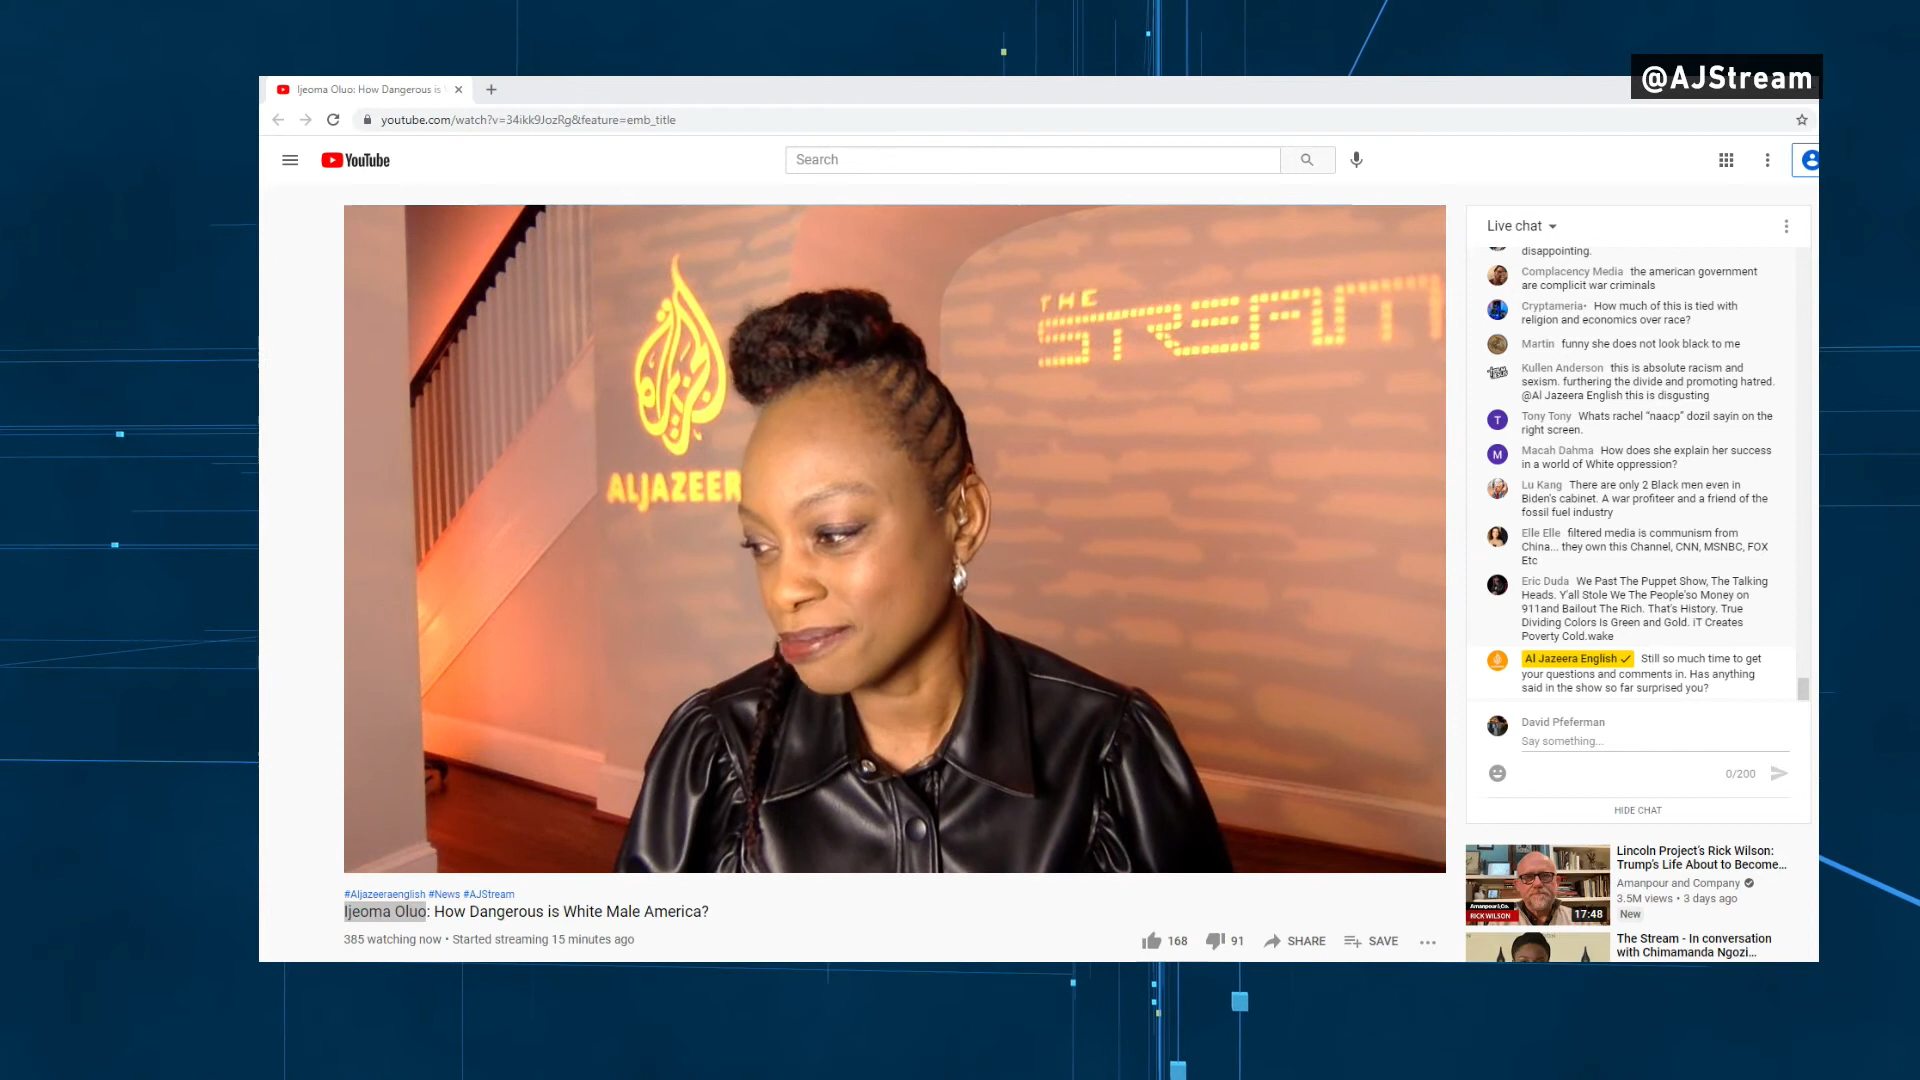 @AJStream
Ijeoma Oluo: How Dangerous is
youtube.com/watch?v=34ikk9JozRg&feature=emb_title
YouTube
Search
THE
STREAM
الجزيرة
ALJAZEER
Live chat
disappointing.
Complacency Media the american government
are complicit war criminals
Cryptameria• How much of this is tied with
religion and economics over race?
Martin funny she does not look black to me
Kullen Anderson this is absolute racism and
sexism. furthering the divide and promoting hatred.
@Al Jazeera English this is disgusting
T
Tony Tony Whats rachel “naacp” dozil sayin on the
right screen.
M
Macah Dahma How does she explain her success
in a world of White oppression?
Lu Kang There are only 2 Black men even in
Biden's cabinet. A war profiteer and a friend of the
fossil fuel industry
Elle Elle filtered media is communism from
China... they own this Channel, CNN, MSNBC, FOX
Etc
Eric Duda We Past The Puppet Show, The Talking
Heads. Y'all Stole We The People'so Money on
911and Bailout The Rich. That's History. True
Dividing Colors Is Green and Gold. iT Creates
Poverty Cold.wake
Al Jazeera English Still so much time to get
your questions and comments in. Has anything
said in the show so far surprised you?
David Pfeferman
Say something...
0/200
HIDE CHAT
#Aljazeeraenglish #News #AJStream
Ijeoma Oluo: How Dangerous is White Male America?
385 watching now • Started streaming 15 minutes ago
168
91
SHARE
SAVE
Amanpour&Co.
RICK WILSON
17:48
Lincoln Project's Rick Wilson:
Trump's Life About to Become...
Amanpour and Company
3.5M views • 3 days ago
New
The Stream - In conversation
with Chimamanda Ngozi...